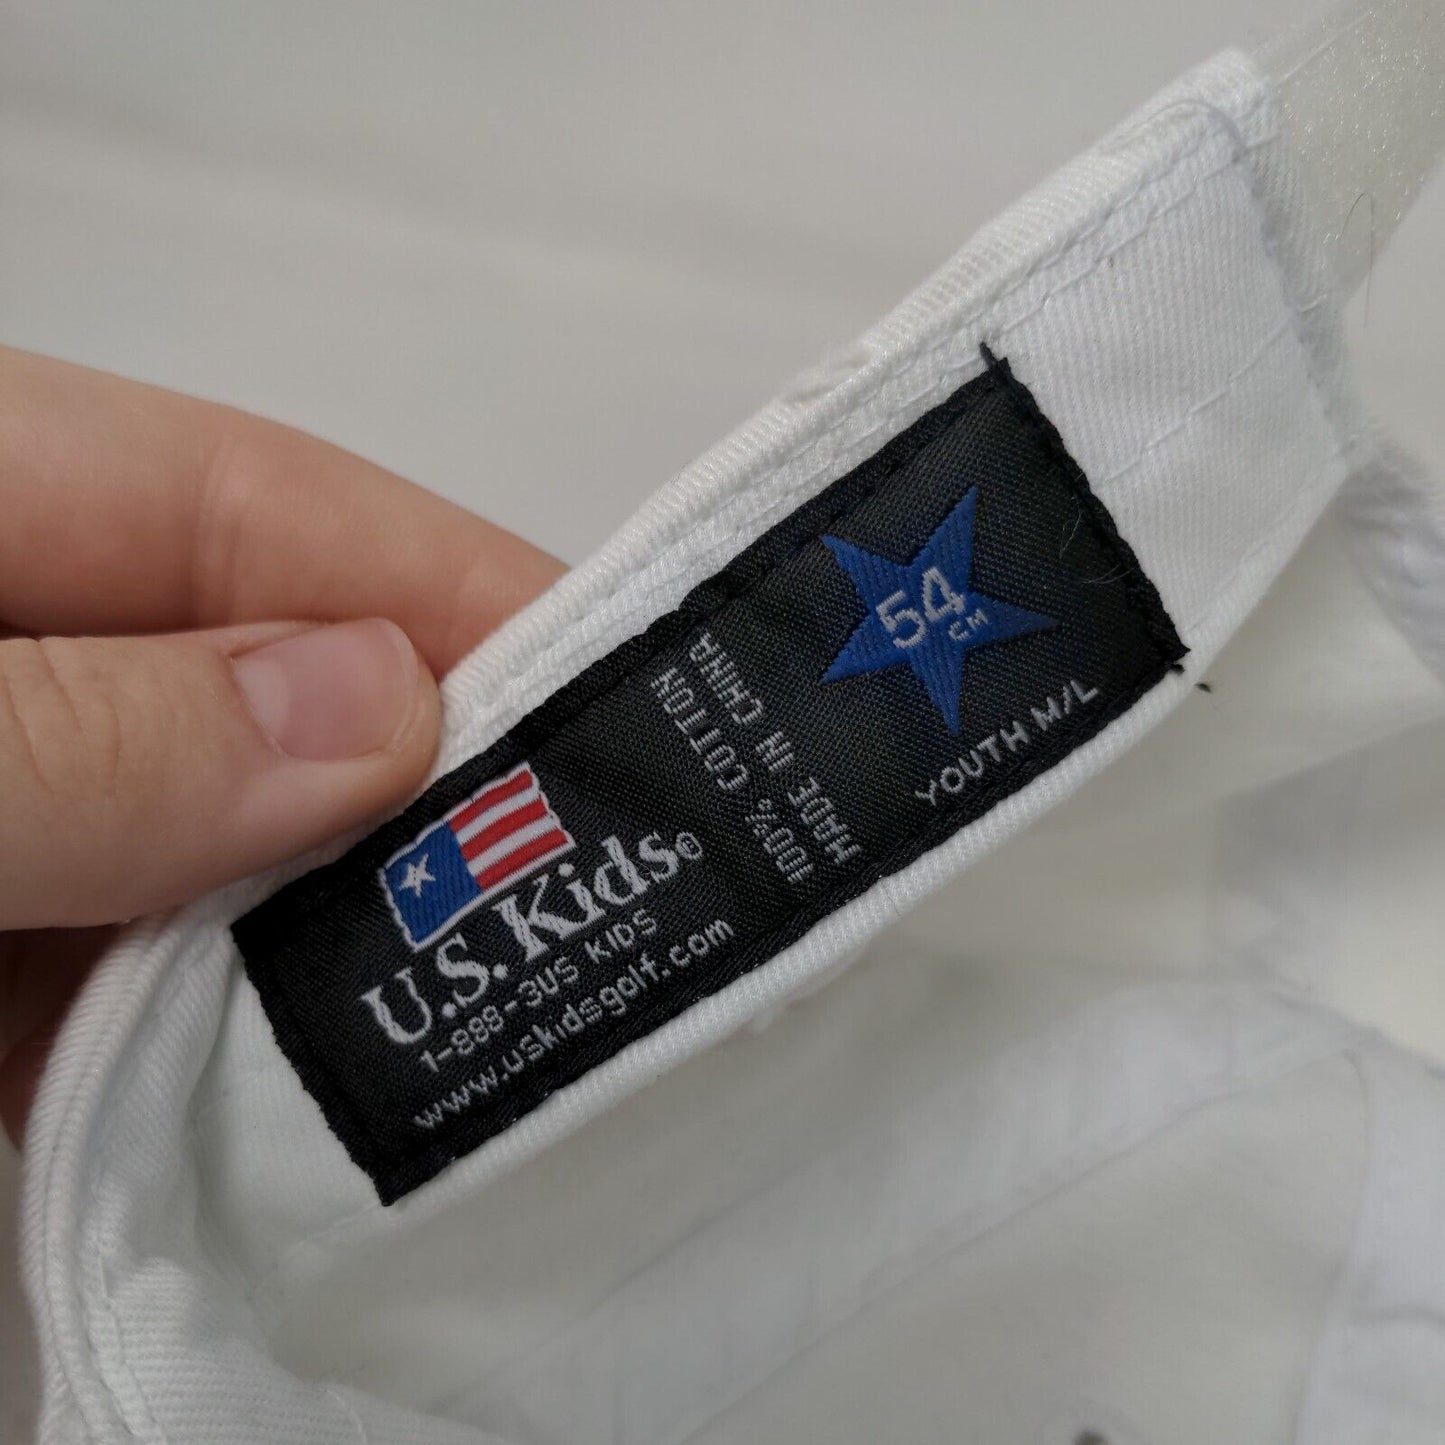 U.S. Kids®
1-888-3US KIDS
www.uskidsgolf.com
100% COTTON
MADE IN CHINA
54
CM
YOUTH M/L